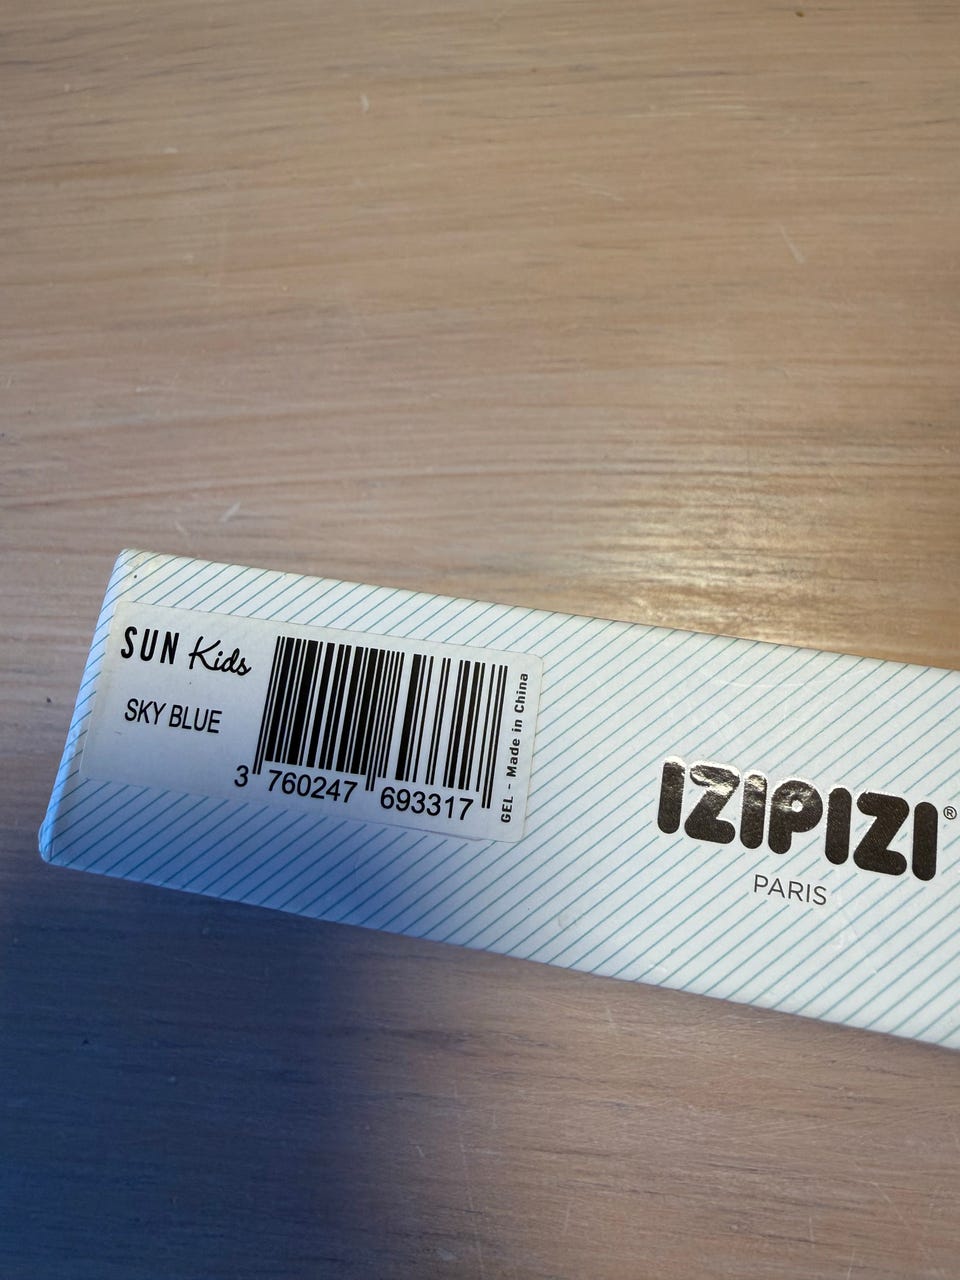 SUN Kids
SKY BLUE
3 760247 693317
GEL - Made in China
IZIPIZI®
PARIS